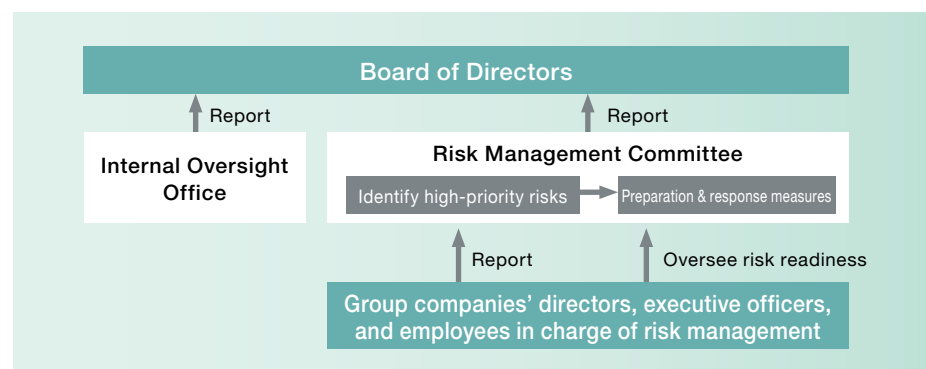 Board of Directors
Report
Report
Internal Oversight
Office
Risk Management Committee
Identify high-priority risks
Preparation & response measures
Report
Oversee risk readiness
Group companies’ directors, executive officers,
and employees in charge of risk management